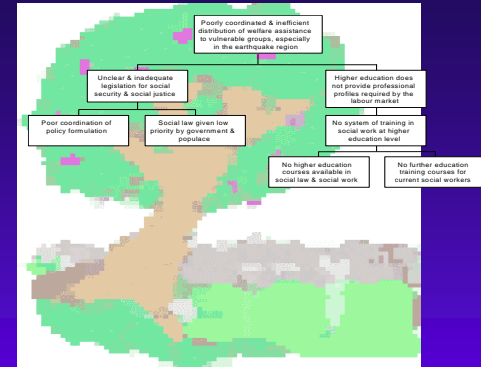 Poorly coordinated & inefficient
distribution of welfare assistance
to vulnerable groups, especially
in the earthquake region
Unclear & inadequate
legislation for social
security & social justice
Higher education does
not provide professional
profiles required by the
labour market
Poor coordination of
policy formulation
Social law given low
priority by government &
populace
No system of training in
social work at higher
education level
No higher education
courses available in
social law & social work
No further education
training courses for
current social workers